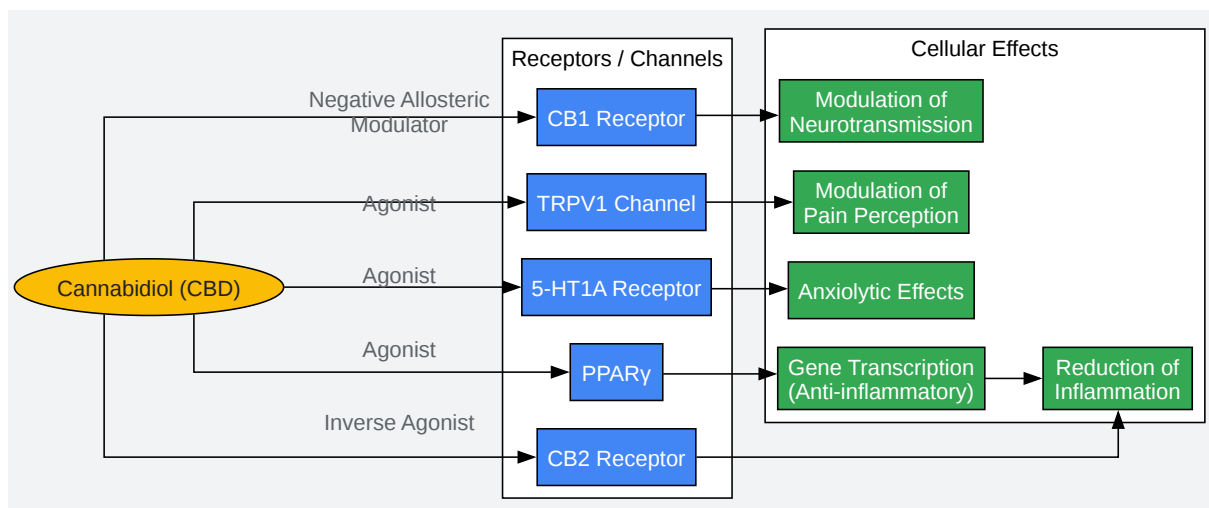 Receptors / Channels
Cellular Effects
Negative Allosteric
Modulator
CB1 Receptor
Modulation of
Neurotransmission
Agonist
TRPV1 Channel
Modulation of
Pain Perception
Cannabidiol (CBD)
Agonist
5-HT1A Receptor
Anxiolytic Effects
Agonist
PPARγ
Gene Transcription
(Anti-inflammatory)
Reduction of
Inflammation
Inverse Agonist
CB2 Receptor